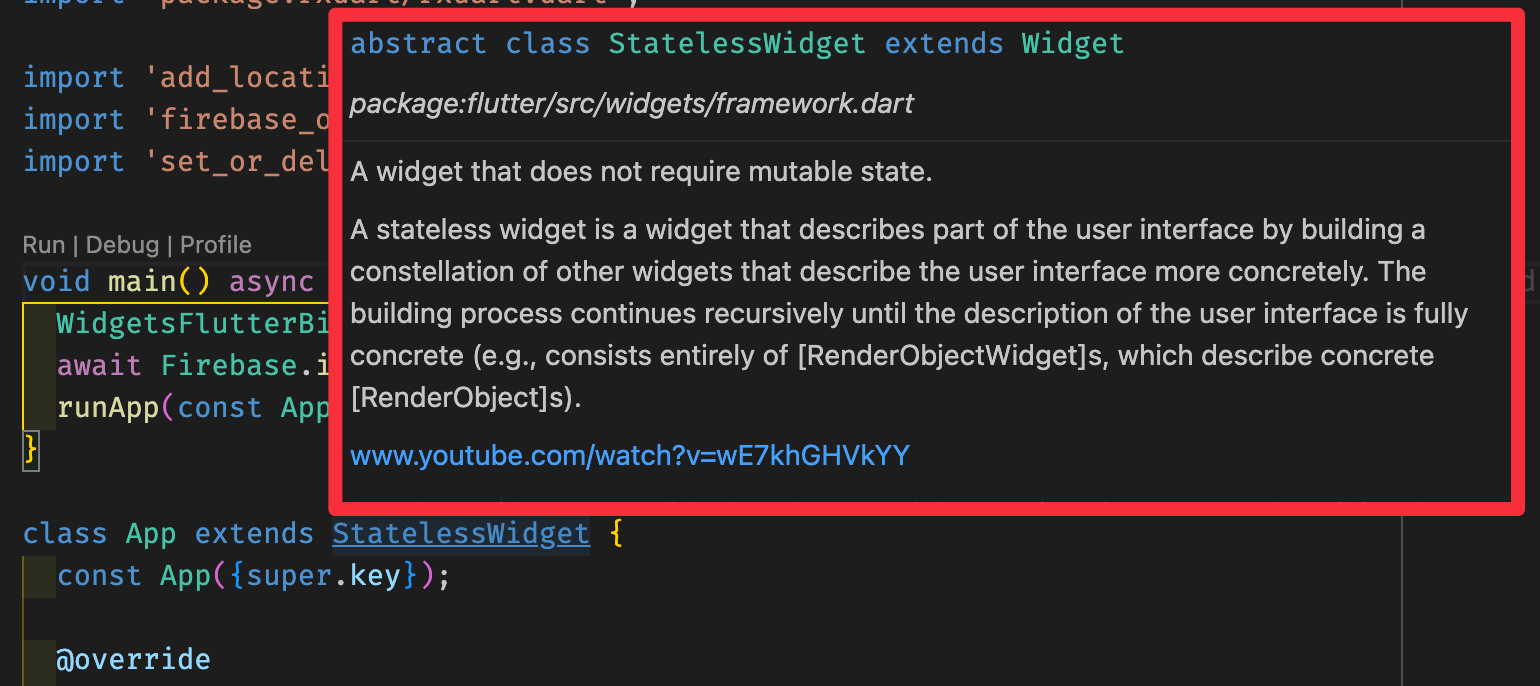 import 'package:rxdart/rxdart.dart';
abstract class StatelessWidget extends Widget
import 'add_locati
package:flutter/src/widgets/framework.dart
import 'firebase_o
import 'set_or_del
A widget that does not require mutable state.
A stateless widget is a widget that describes part of the user interface by building a
constellation of other widgets that describe the user interface more concretely. The
building process continues recursively until the description of the user interface is fully
concrete (e.g., consists entirely of [RenderObjectWidget]s, which describe concrete
[RenderObject]s).
www.youtube.com/watch?v=wE7khGHVkYY
Run | Debug | Profile
void main() async
WidgetsFlutterBi
await Firebase.i
runApp(const App
}
class App extends StatelessWidget {
const App({super.key});
@override